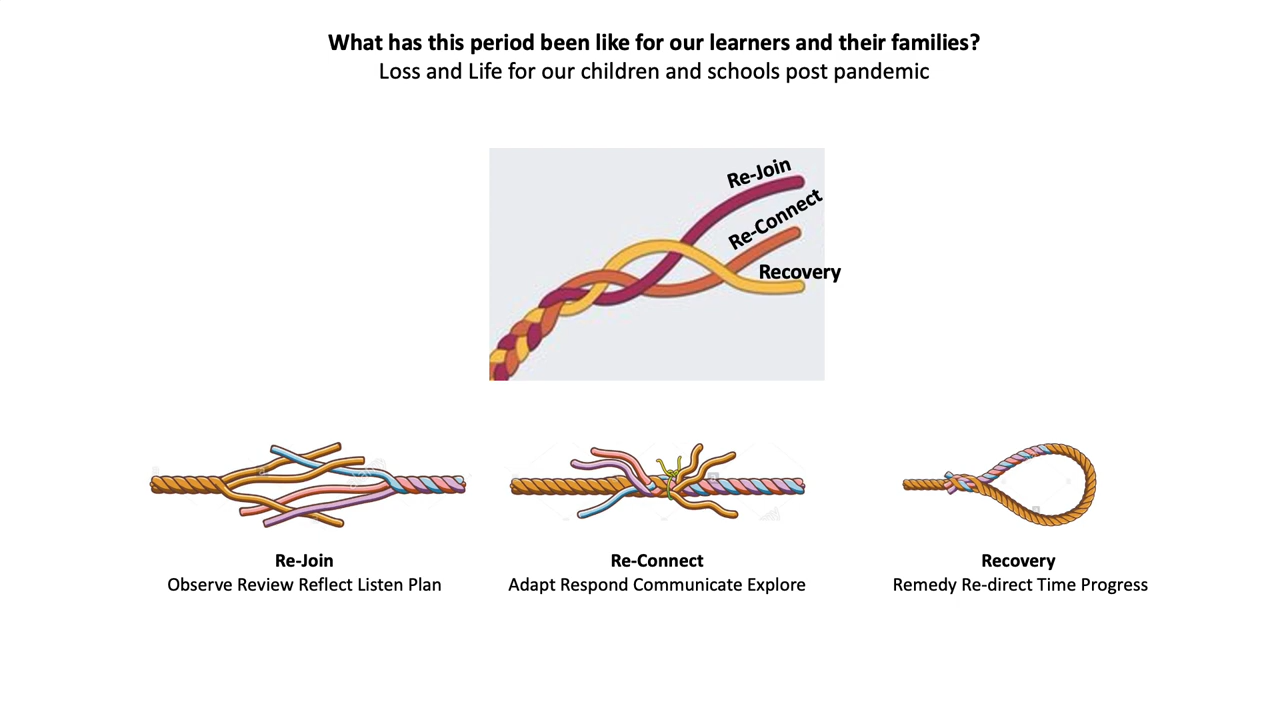 What has this period been like for our learners and their families?
Loss and Life for our children and schools post pandemic
Re-Join
Re-Connect
Recovery
Re-Join
Observe Review Reflect Listen Plan
Re-Connect
Adapt Respond Communicate Explore
Recovery
Remedy Re-direct Time Progress